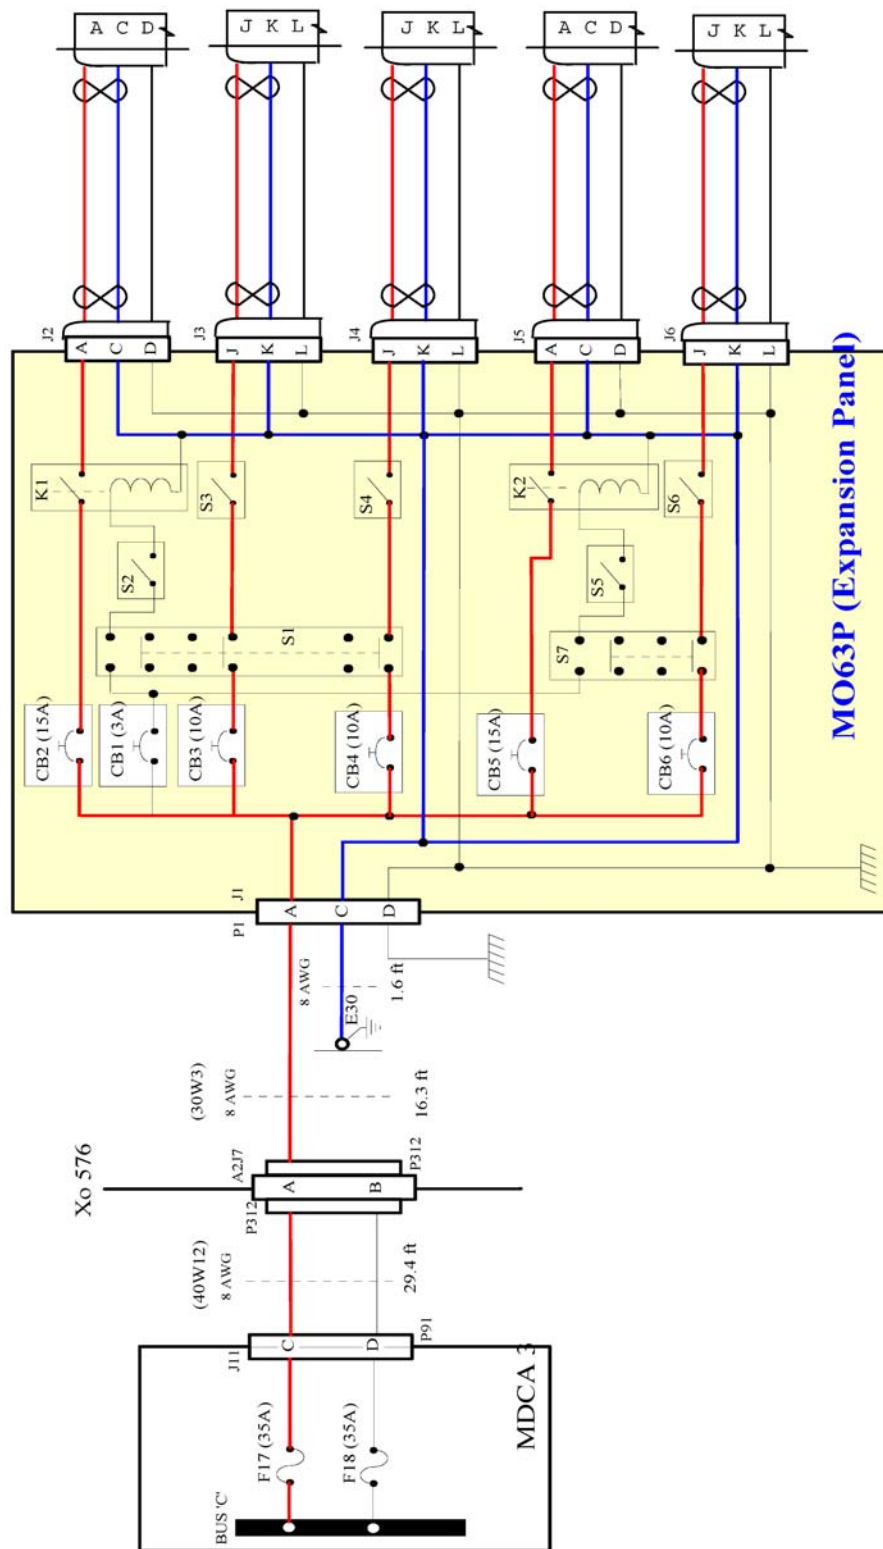 A C D
J K L
J K L
A C D
J K L
J2
A
C
D
J3
J
K
L
J4
J
K
L
J5
A
C
D
J6
J
K
L
K1
S3
S4
K2
S6
S2
S5
S1
S7
CB2 (15A)
CB1 (3A)
CB3 (10A)
CB4 (10A)
CB5 (15A)
CB6 (10A)
MO63P (Expansion Panel)
P1
J1
A
C
D
8 AWG
1.6 ft
E30
(30W3)
8 AWG
16.3 ft
Xo 576
A2J7
P312
A
B
P312
(40W12)
8 AWG
29.4 ft
J11
C
D
P91
F17 (35A)
F18 (35A)
BUS 'C'
MDCA 3